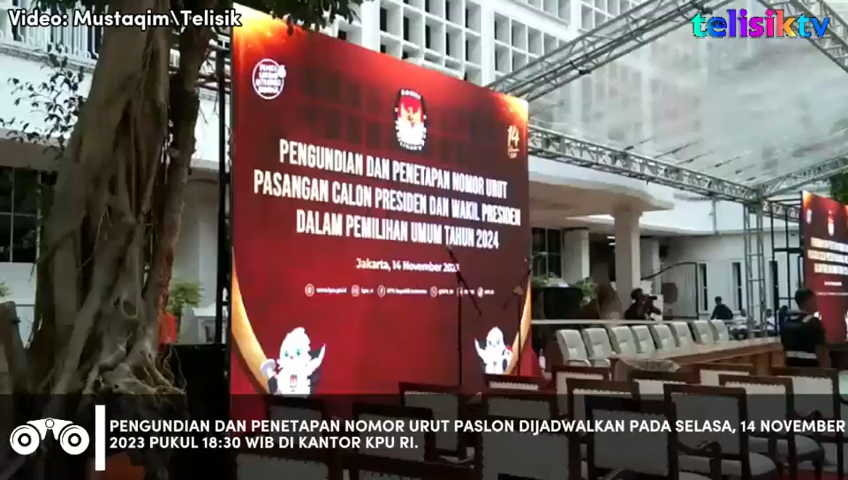 Video: Mustaqim\Telisik
telisiktv
14
PENGUNDIAN DAN PENETAPAN NOMOR URUT
PASANGAN CALON PRESIDEN DAN WAKIL PRESIDEN
DALAM PEMILIHAN UMUM TAHUN 2024
Jakarta, 14 November 2023
PENGUNDIAN DAN PENETAPAN NOMOR URUT PASLON DIJADWALKAN PADA SELASA, 14 NOVEMBER
2023 PUKUL 18:30 WIB DI KANTOR KPU RI.